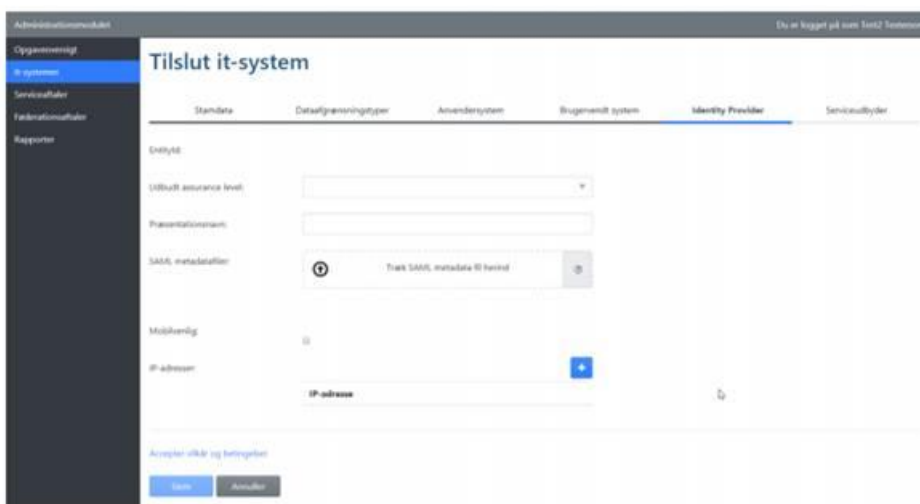 Administrationsmodulet
Du er logget på som Test2 Testesen
Opgaveoversigt
It-systemer
Serviceaftaler
Føderationsaftaler
Rapporter
Tilslut it-system
Stamdata
Dataafgrænsningstyper
Anvendersystem
Brugervendt system
Identity Provider
Serviceudbyder
EntityId:
Udbudt assurance level:
Præsentationsnavn:
SAML metadatafiler:
Træk SAML metadata fil herind
Mobilvenlig:
IP-adresser:
IP-adresse
Accepter vilkår og betingelser
Gem
Annuller